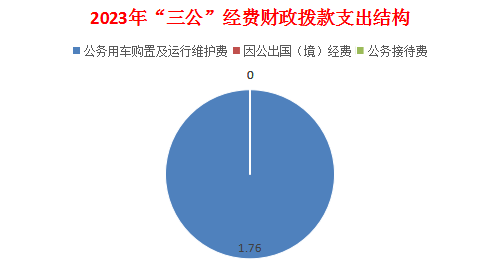 2023年“三公”经费财政拨款支出结构
公务用车购置及运行维护费 因公出国（境）经费 公务接待费
0
1.76